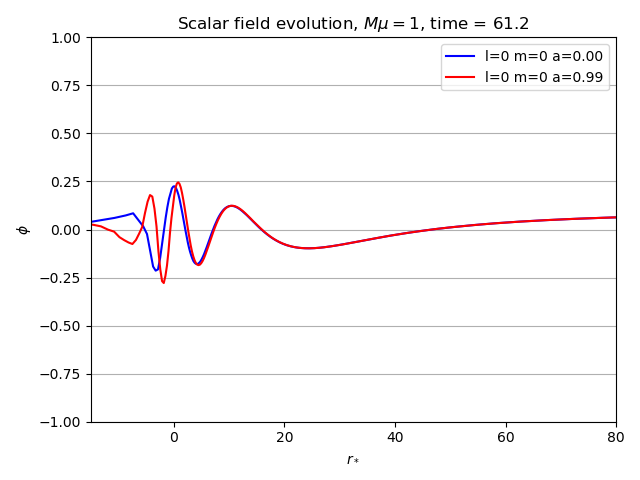 Scalar field evolution, Mμ = 1, time = 61.2
l=0 m=0 a=0.00
l=0 m=0 a=0.99
1.00
0.75
0.50
0.25
0.00
−0.25
−0.50
−0.75
−1.00
ϕ
0 20 40 60 80
r*